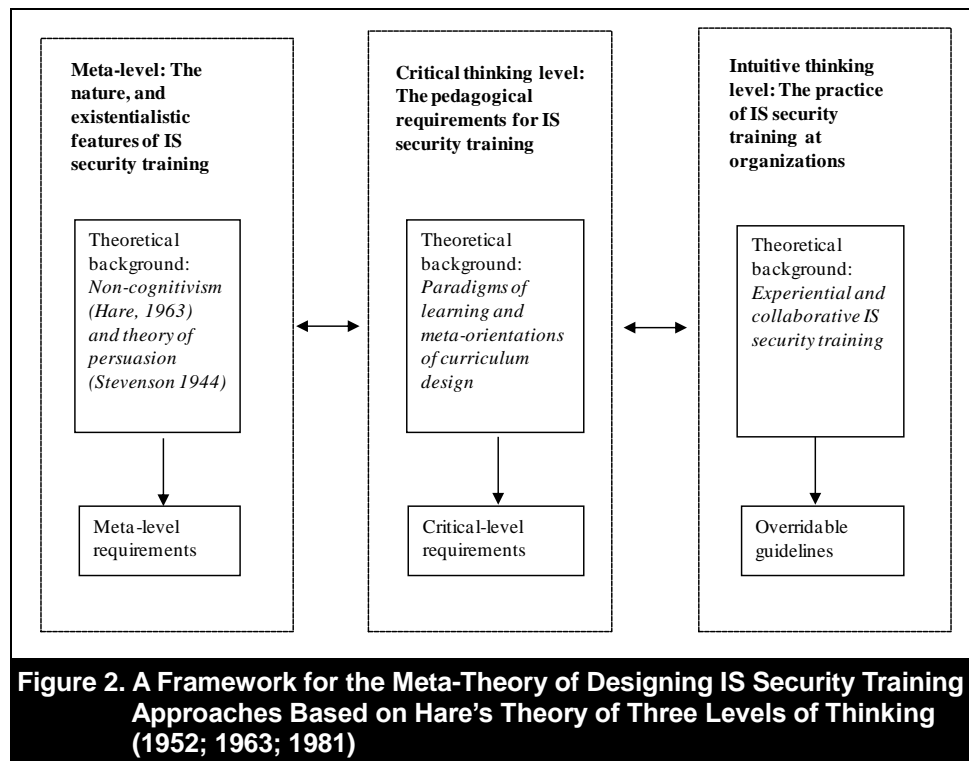 Meta-level: The
nature, and
existentialistic
features of IS
security training
Theoretical
background:
Non-cognitivism
(Hare, 1963)
and theory of
persuasion
(Stevenson 1944)
Meta-level
requirements
Critical thinking level:
The pedagogical
requirements for IS
security training
Theoretical
background:
Paradigms of
learning and
meta-orientations
of curriculum
design
Critical-level
requirements
Intuitive thinking
level: The practice
of IS security
training at
organizations
Theoretical
background:
Experiential and
collaborative IS
security training
Overridable
guidelines
Figure 2. A Framework for the Meta-Theory of Designing IS Security Training
Approaches Based on Hare's Theory of Three Levels of Thinking
(1952; 1963; 1981)